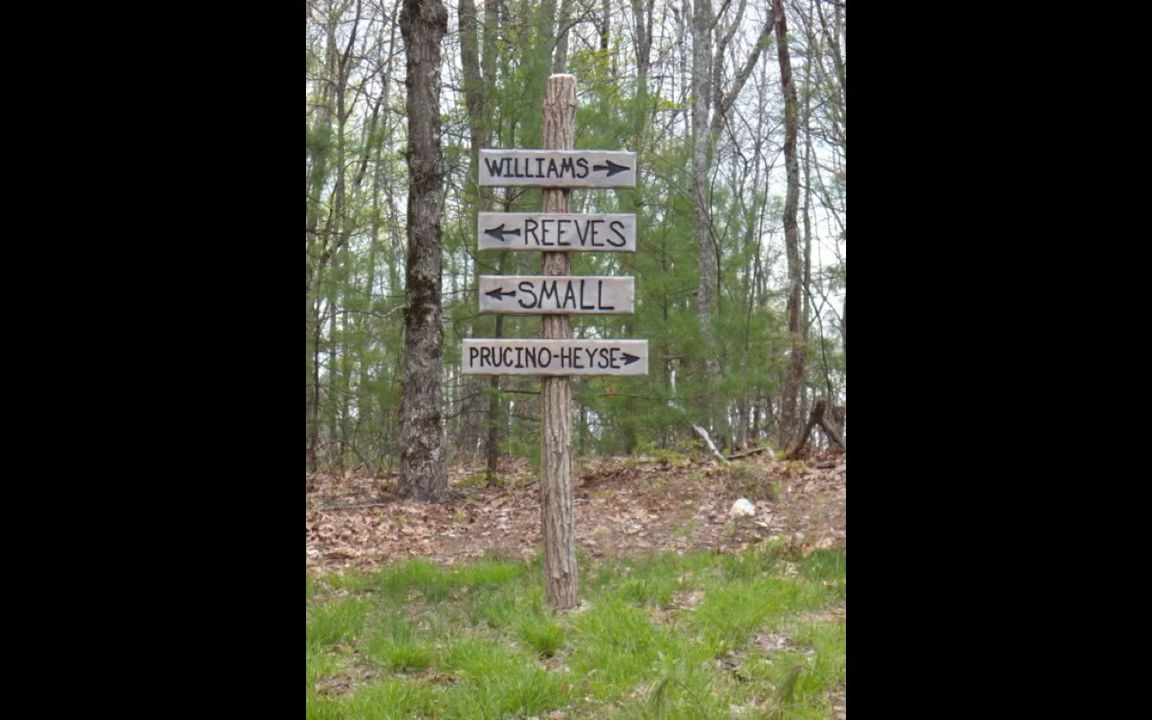 WILLIAMS →
← REEVES
← SMALL
PRUCINO-HEYSE →